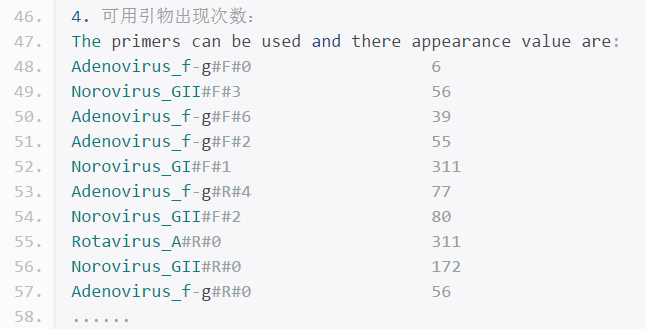 46. 4. 可用引物出现次数：
47. The primers can be used and there appearance value are:
48. Adenovirus_f-g#F#0 6
49. Norovirus_GII#F#3 56
50. Adenovirus_f-g#F#6 39
51. Adenovirus_f-g#F#2 55
52. Norovirus_GI#F#1 311
53. Adenovirus_f-g#R#4 77
54. Norovirus_GII#F#2 80
55. Rotavirus_A#R#0 311
56. Norovirus_GII#R#0 172
57. Adenovirus_f-g#R#0 56
58. ......